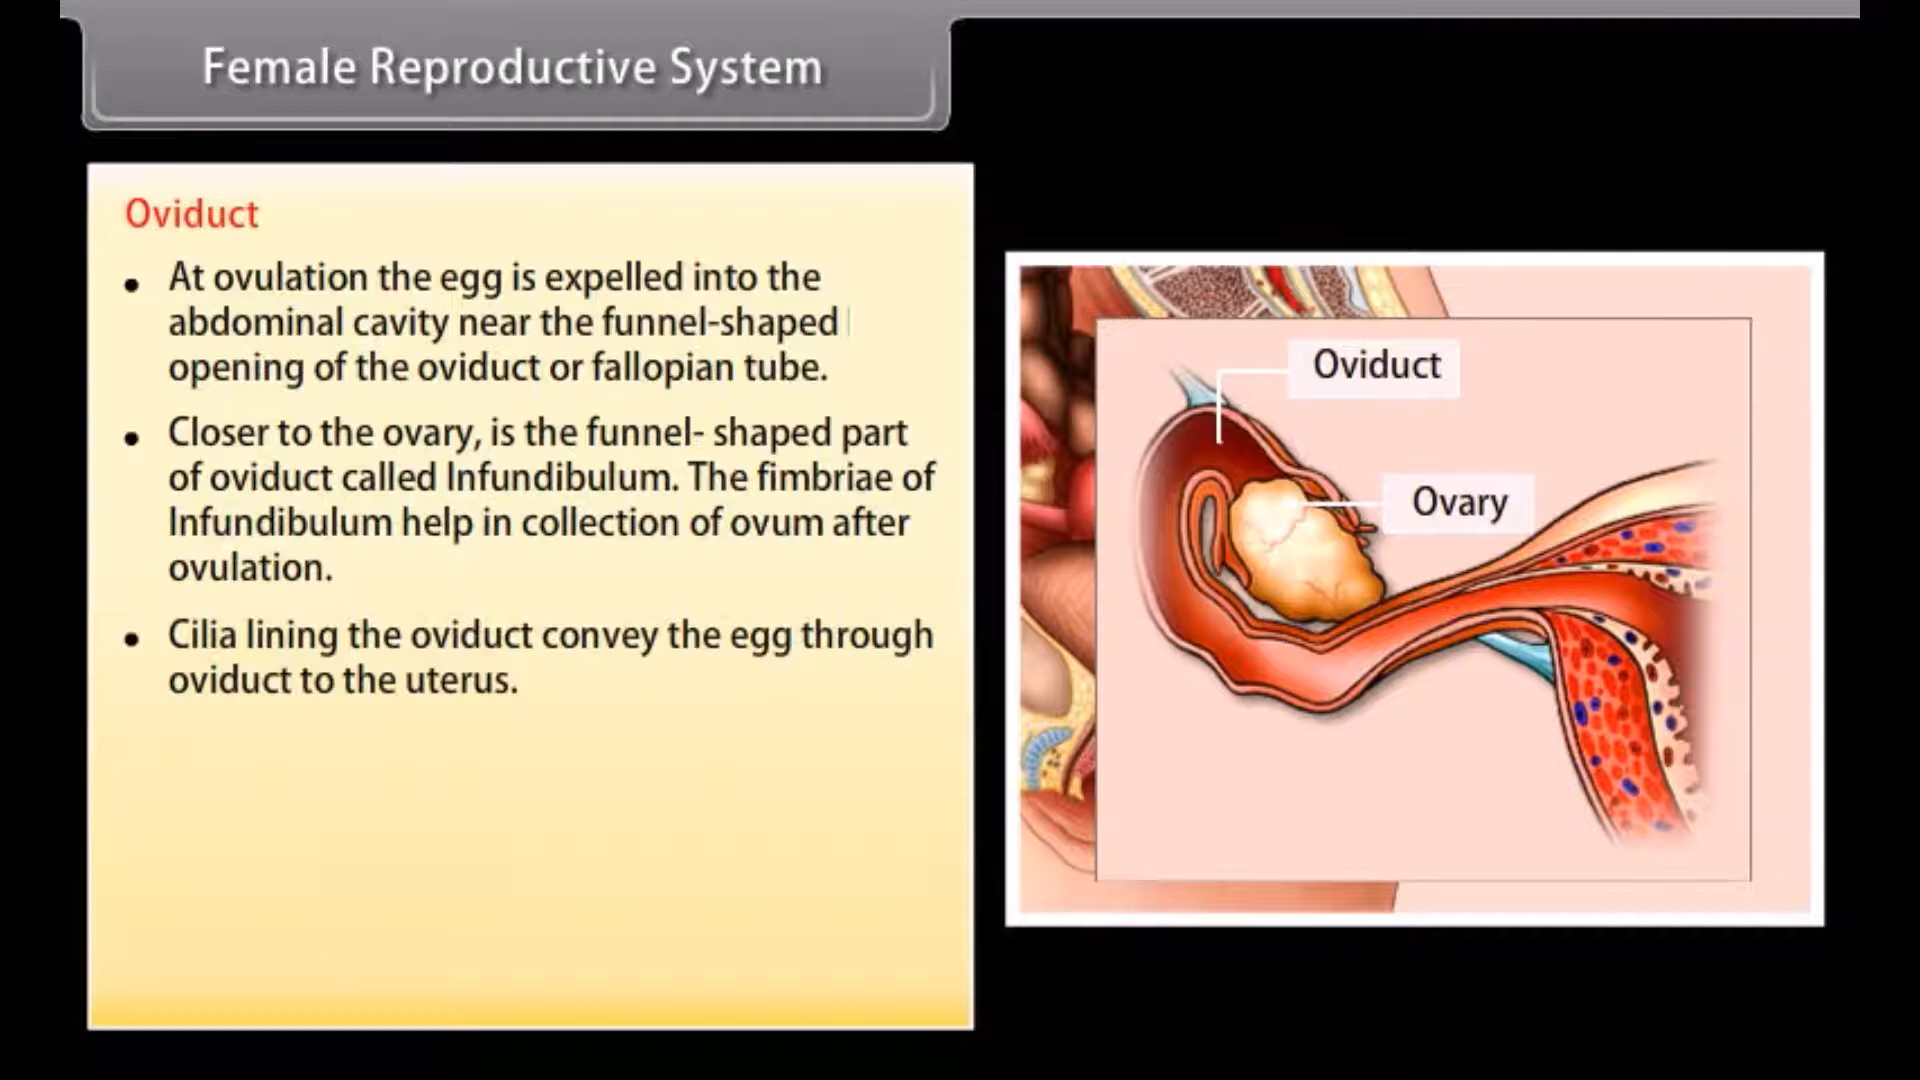 Female Reproductive System
Oviduct
• At ovulation the egg is expelled into the
abdominal cavity near the funnel-shaped
opening of the oviduct or fallopian tube.
• Closer to the ovary, is the funnel- shaped part
of oviduct called Infundibulum. The fimbriae of
Infundibulum help in collection of ovum after
ovulation.
• Cilia lining the oviduct convey the egg through
oviduct to the uterus.
Oviduct
Ovary